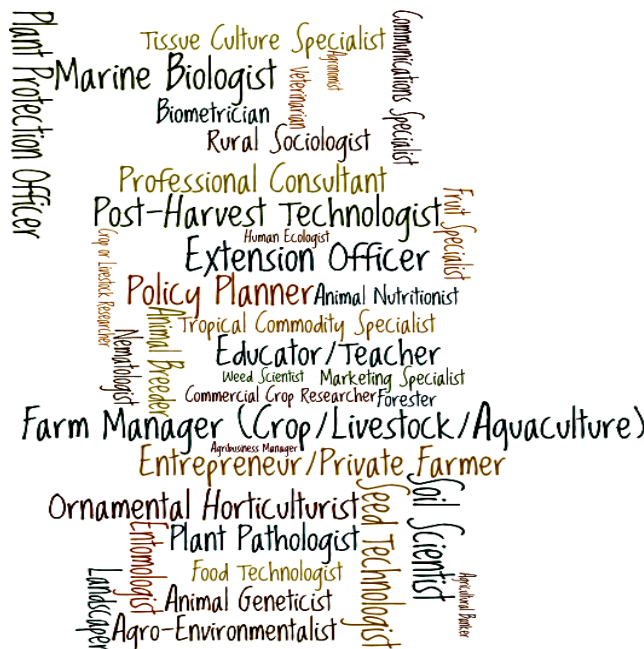 Plant Protection Officer
Tissue Culture Specialist
Communications Specialist
Agronomist
Marine Biologist
Veterinarian
Biometrician
Rural Sociologist
Professional Consultant
Fruit Specialist
Post-Harvest Technologist
Human Ecologist
Crop or Livestock Researcher
Extension Officer
Policy Planner
Animal Nutritionist
Animal Breeder
Tropical Commodity Specialist
Nematologist
Educator/Teacher
Weed Scientist
Marketing Specialist
Commercial Crop Researcher
Forester
Farm Manager (Crop/Livestock/Aquaculture)
Agribusiness Manager
Entrepreneur/Private Farmer
Ornamental Horticulturist
Seed Technologist
Soil Scientist
Entomologist
Plant Pathologist
Food Technologist
Landscaper
Animal Geneticist
Agricultural Banker
Agro-Environmentalist